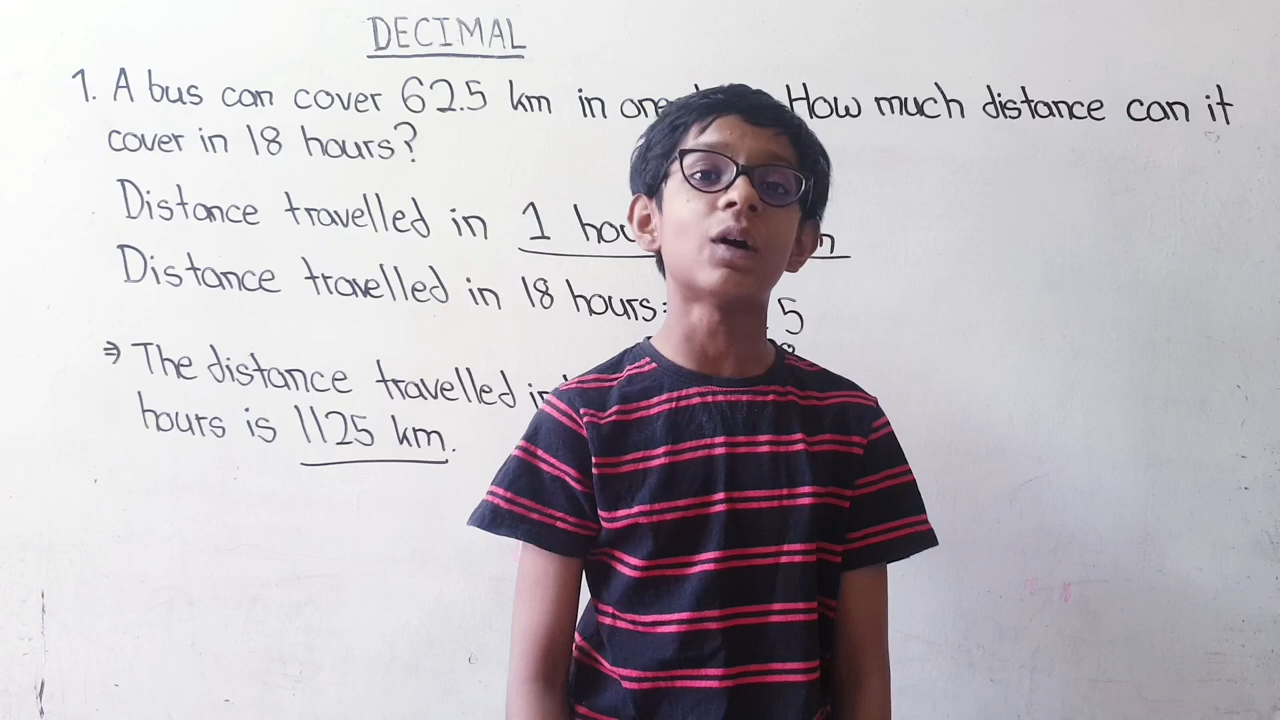 DECIMAL
1. A bus can cover 62.5 km in one How much distance can it
cover in 18 hours?
Distance travelled in 1
Distance travelled in 18 hours: 5
⇒ The distance travelled
hours is 1125 km.